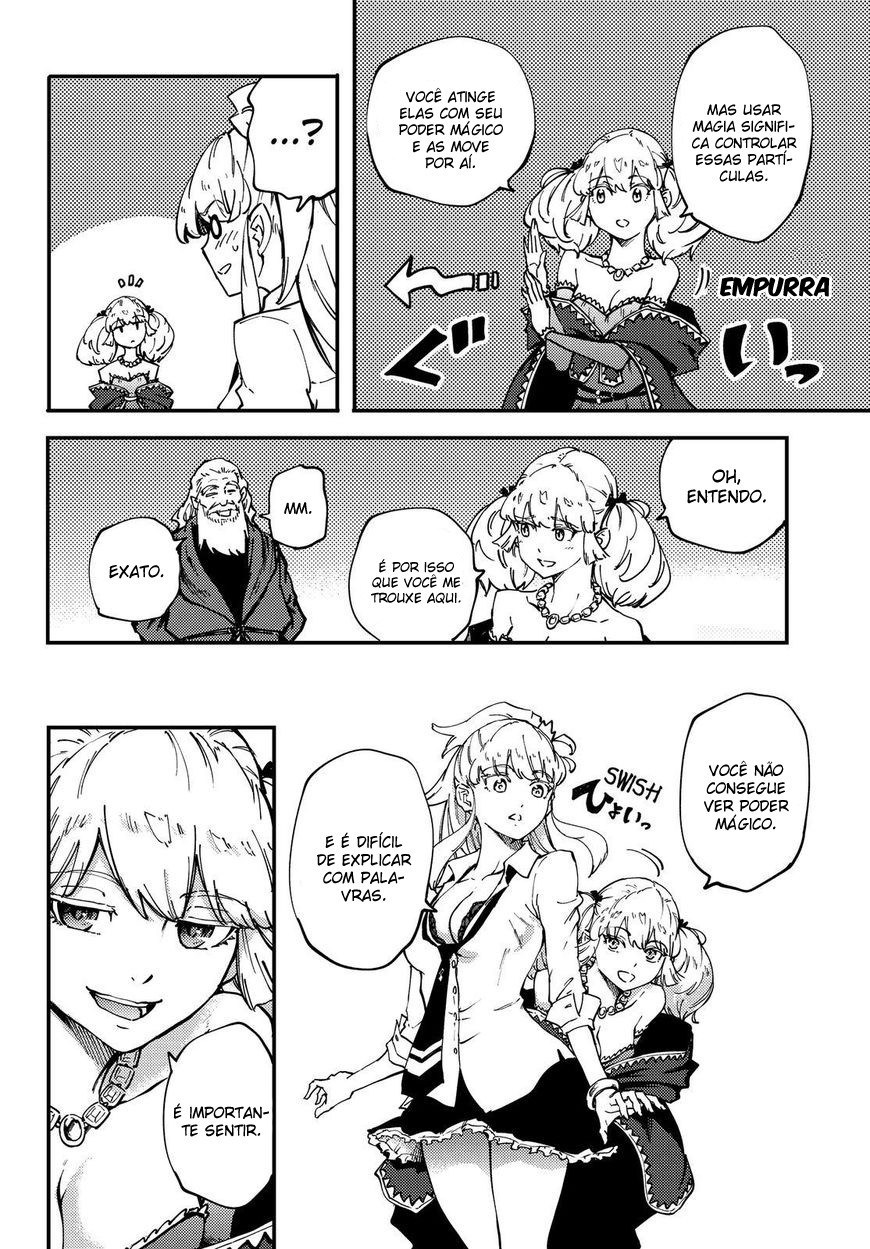 MAS USAR
MAGIA SIGNIFI-
CA CONTROLAR
ESSAS PARTÍ-
CULAS.
VOCÊ ATINGE
ELAS COM SEU
PODER MÁGICO
E AS MOVE
POR AÍ.
EMPURRA
ぐいっ
...?
OH,
ENTENDO.
É POR ISSO
QUE VOCÊ ME
TROUXE AQUI.
MM.
EXATO.
VOCÊ NÃO
CONSEGUE
VER PODER
MÁGICO.
SWISH
ひょいっ
E É DIFÍCIL
DE EXPLICAR
COM PALA-
VRAS.
É IMPORTAN-
TE SENTIR.